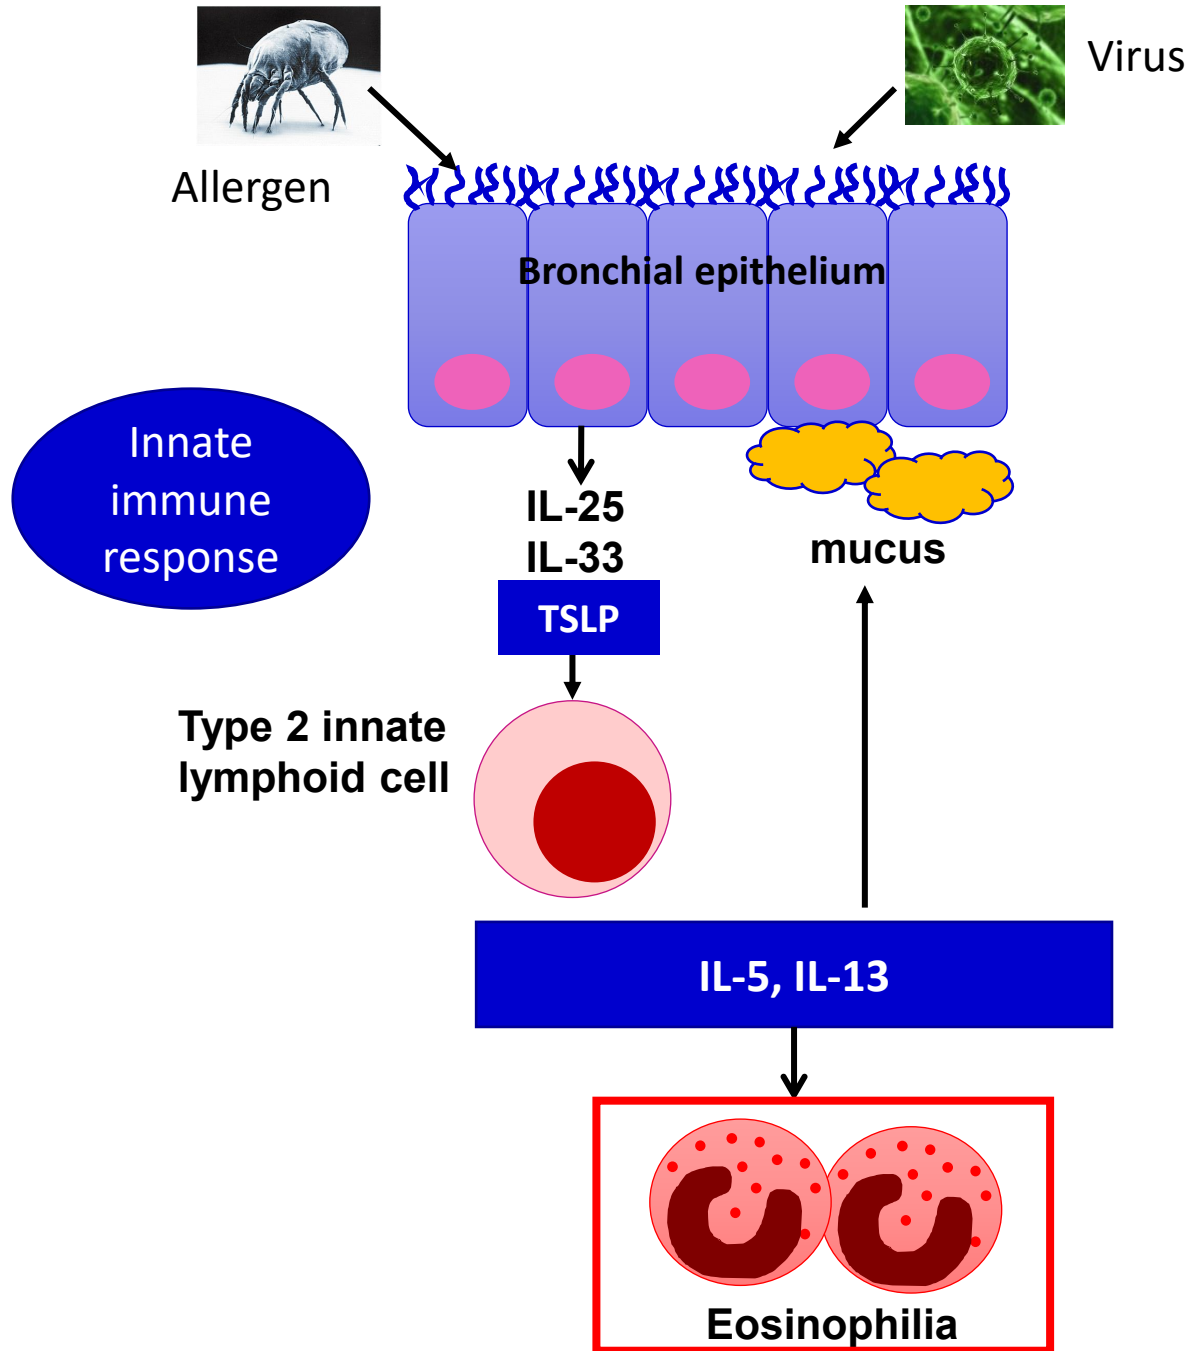 Virus
Allergen
Bronchial epithelium
Innate
immune
response
IL-25
IL-33
TSLP
mucus
Type 2 innate
lymphoid cell
IL-5, IL-13
Eosinophilia